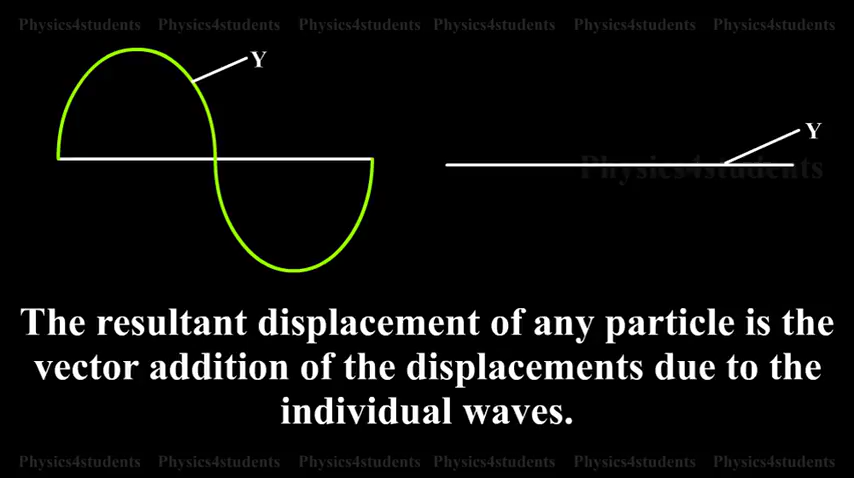 Physics4students Physics4students Physics4students Physics4students Physics4students Physics4students
Y
Y
Physics4students
The resultant displacement of any particle is the
vector addition of the displacements due to the
individual waves.
Physics4students Physics4students Physics4students Physics4students Physics4students Physics4students